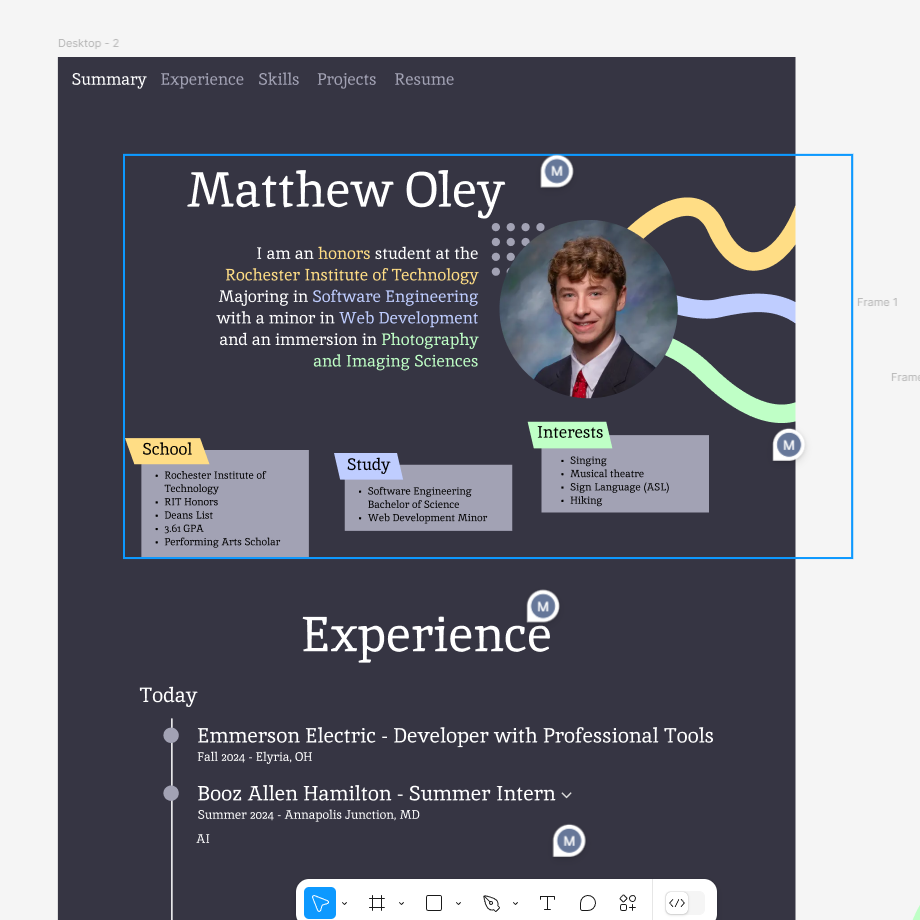 Desktop - 2
Summary Experience Skills Projects Resume
Matthew Oley
I am an honors student at the
Rochester Institute of Technology
Majoring in Software Engineering
with a minor in Web Development
and an immersion in Photography
and Imaging Sciences
M
Frame 1
Frame
M
School
• Rochester Institute of
Technology
• RIT Honors
• Deans List
• 3.61 GPA
• Performing Arts Scholar
Study
• Software Engineering
Bachelor of Science
• Web Development Minor
Interests
• Singing
• Musical theatre
• Sign Language (ASL)
• Hiking
M
Experience
Today
Emmerson Electric - Developer with Professional Tools
Fall 2024 - Elyria, OH
Booz Allen Hamilton - Summer Intern
Summer 2024 - Annapolis Junction, MD
AI
M